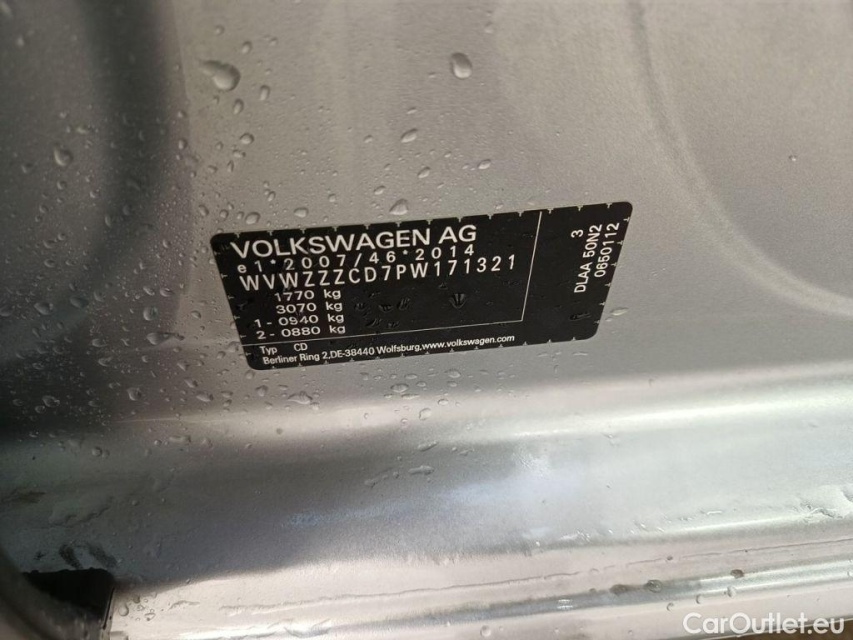 VOLKSWAGEN AG
e1*2007/46*2014
WVWZZZCD7PW171321
1770 kg
3070 kg
1 - 0940 kg
2 - 0880 kg
Typ CD
Berliner Ring 2,DE-38440 Wolfsburg,www.volkswagen.com
3
DLAA 50N2
0650112
CarOutlet.eu